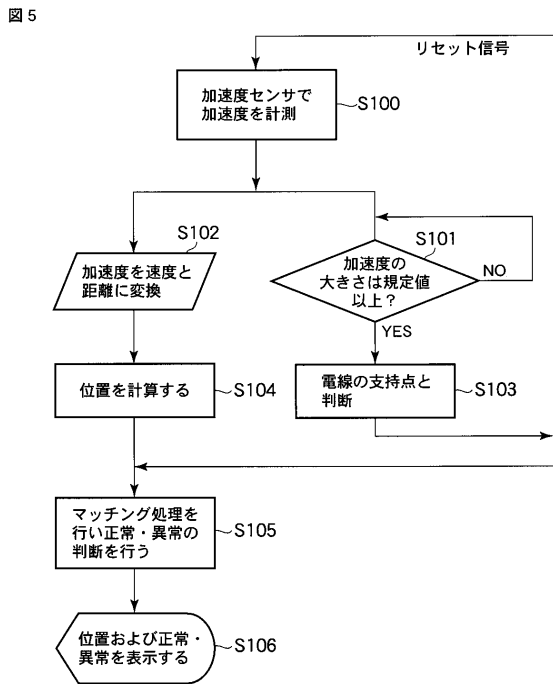 図5
リセット信号
加速度センサで
加速度を計測
S100
S102
加速度を速度と
距離に変換
S101
加速度の
大きさは規定値
以上?
NO
YES
位置を計算する
S104
電線の支持点と
判断
S103
マッチング処理を
行い正常・異常の
判断を行う
S105
位置および正常・
異常を表示する
S106